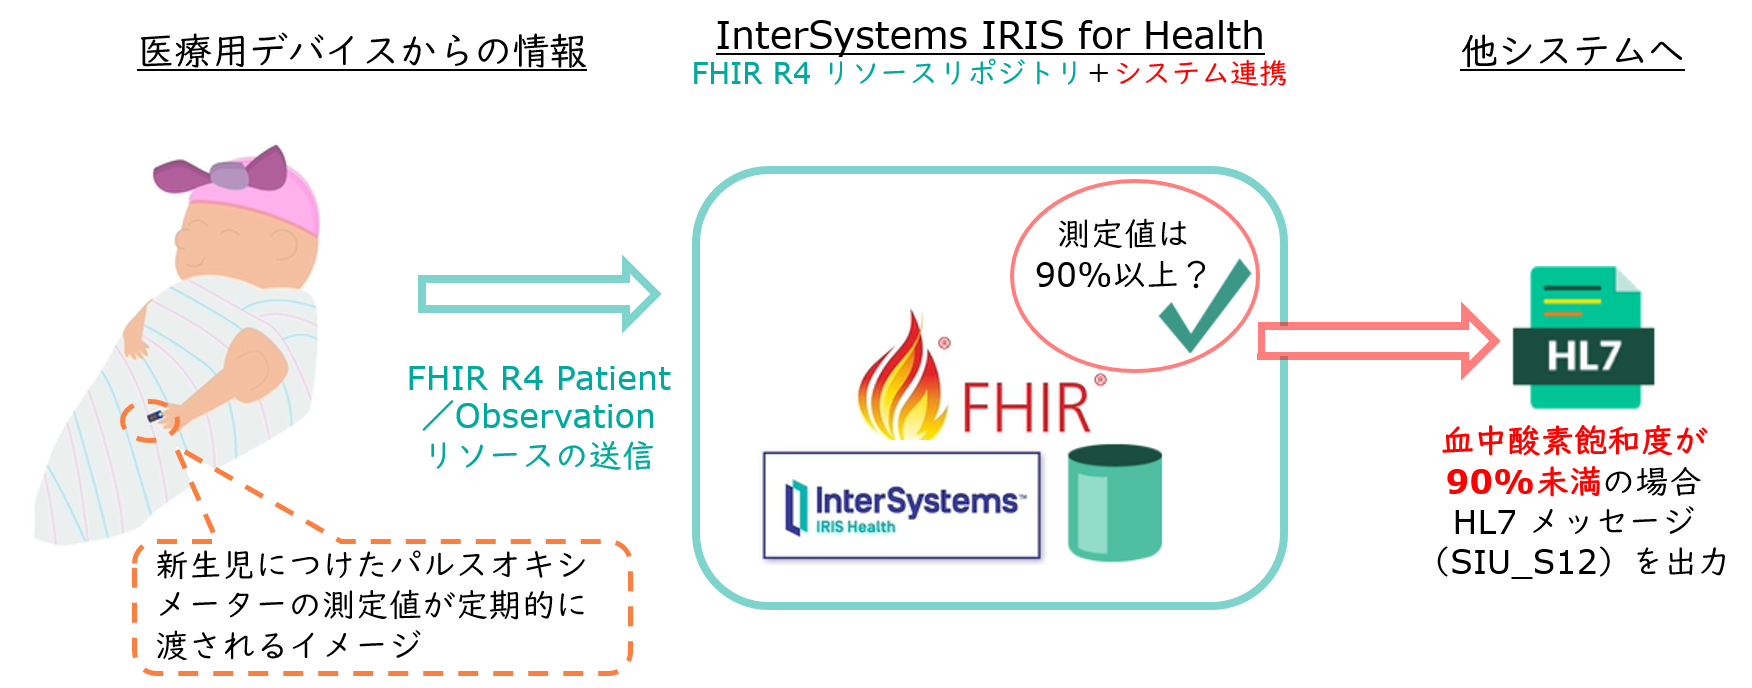 医療用デバイスからの情報
InterSystems IRIS for Health
FHIR R4 リソースリポジトリ＋システム連携
他システムへ
測定値は
90%以上？
FHIR R4 Patient
／Observation
リソースの送信
FHIR®
InterSystems™
IRIS Health
HL7
血中酸素飽和度が
90%未満の場合
HL7 メッセージ
（SIU_S12）を出力
新生児につけたパルスオキシ
メーターの測定値が定期的に
渡されるイメージ